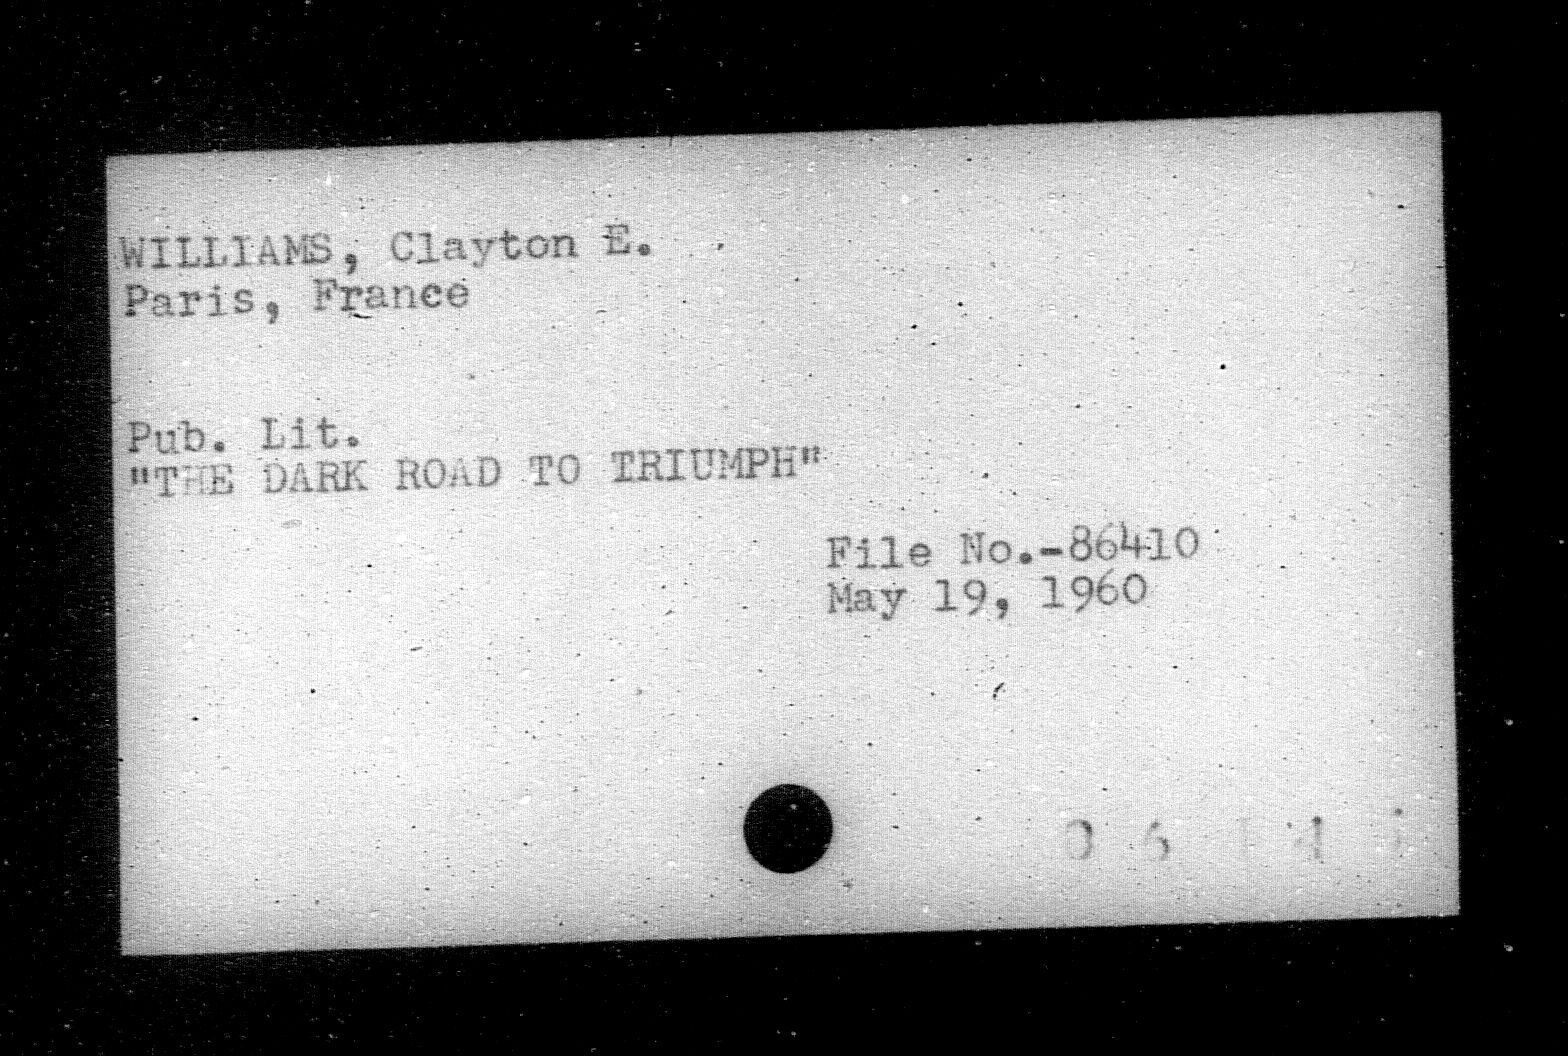 WILLIAMS, Clayton E.
Paris, France
Pub. Lit.
"THE DARK ROAD TO TRIUMPH"
File No.-86410
May 19, 1960